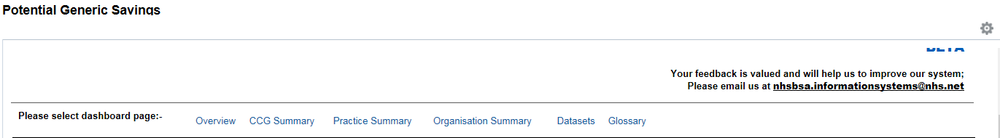 Potential Generic Savings
BETA
Your feedback is valued and will help us to improve our system;
Please email us at nhsbsa.informationsystems@nhs.net
Please select dashboard page:- Overview CCG Summary Practice Summary Organisation Summary Datasets Glossary